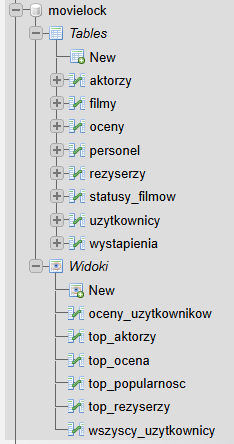 movielock
Tables
New
aktorzy
filmy
oceny
personel
rezyserzy
statusy_filmow
uzytkownicy
wystapienia
Widoki
New
oceny_uzytkownikow
top_aktorzy
top_ocena
top_popularnosc
top_rezyserzy
wszyscy_uzytkownicy